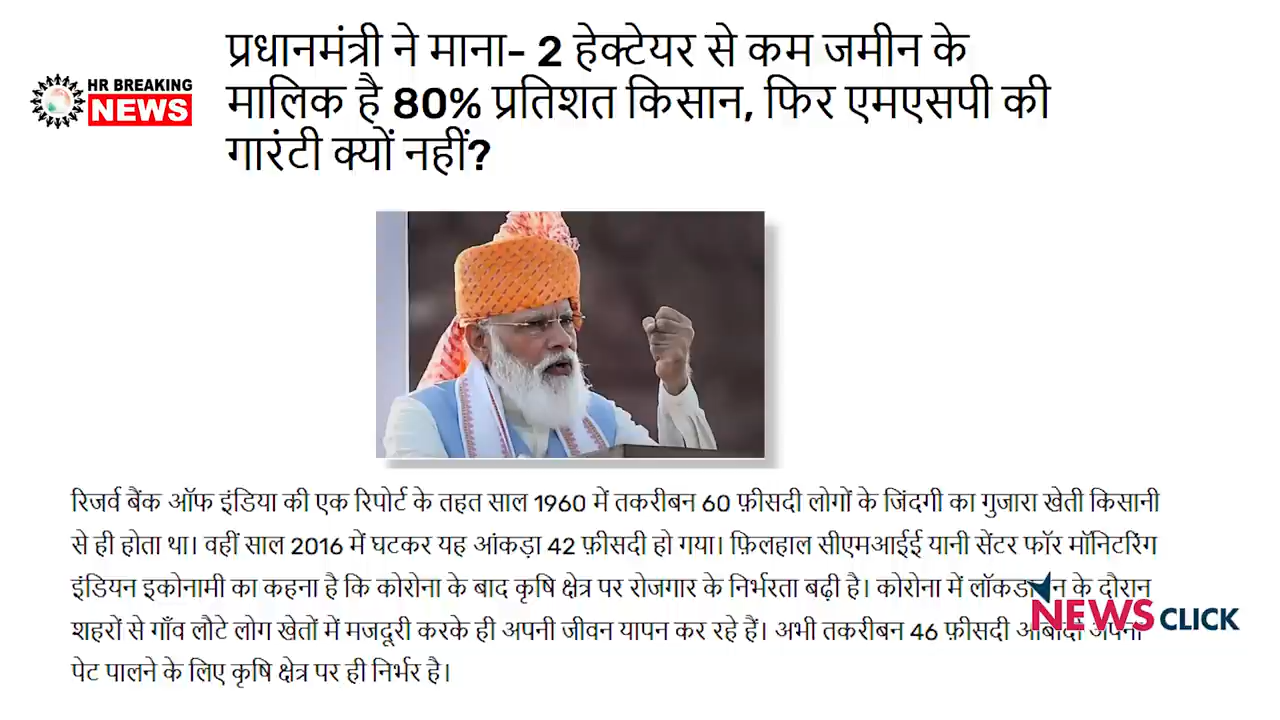 प्रधानमंत्री ने माना- 2 हेक्टेयर से कम जमीन के
HR BREAKING
NEWS
मालिक है 80% प्रतिशत किसान, फिर एमएसपी की
गारंटी क्यों नहीं?
रिजर्व बैंक ऑफ इंडिया की एक रिपोर्ट के तहत साल 1960 में तकरीबन 60 फ़ीसदी लोगों के जिंदगी का गुजारा खेती किसानी
से ही होता था। वहीं साल 2016 में घटकर यह आंकड़ा 42 फ़ीसदी हो गया। फ़िलहाल सीएमआईई यानी सेंटर फॉर मॉनिटरिंग
इंडियन इकोनामी का कहना है कि कोरोना के बाद कृषि क्षेत्र पर रोजगार के निर्भरता बढ़ी है। कोरोना में के दौरान
शहरों से गाँव लौटे लोग खेतों में मजदूरी करके ही अपनी जीवन यापन कर रहे हैं। अभी तकरीबन 46 फ़ीसदी
NEWS CLICK
पेट पालने के लिए कृषि क्षेत्र पर ही निर्भर है।